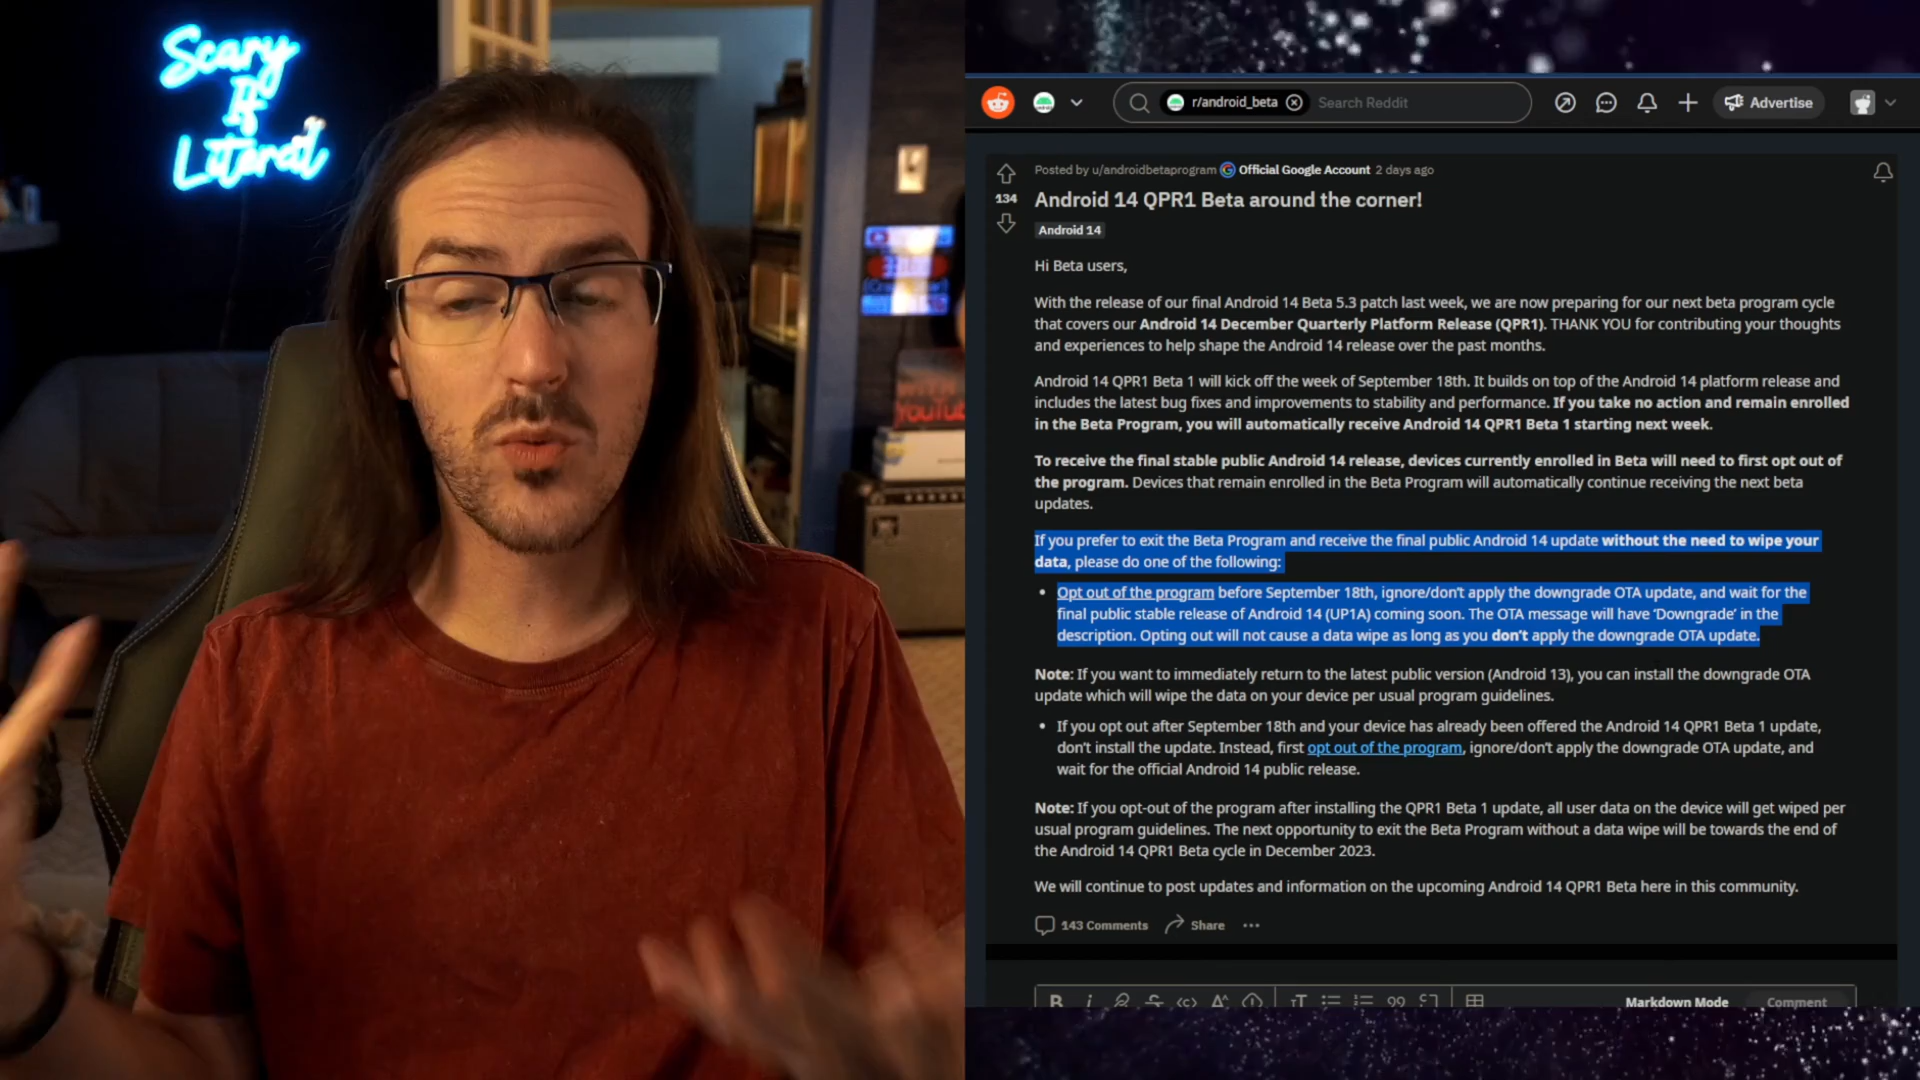 Scary
If
Literal
YouTub
r/android_beta
Search Reddit
Advertise
Posted by u/androidbetaprogram Official Google Account 2 days ago
134
Android 14 QPR1 Beta around the corner!
Android 14
Hi Beta users,
With the release of our final Android 14 Beta 5.3 patch last week, we are now preparing for our next beta program cycle
that covers our Android 14 December Quarterly Platform Release (QPR1). THANK YOU for contributing your thoughts
and experiences to help shape the Android 14 release over the past months.
Android 14 QPR1 Beta 1 will kick off the week of September 18th. It builds on top of the Android 14 platform release and
includes the latest bug fixes and improvements to stability and performance. If you take no action and remain enrolled
in the Beta Program, you will automatically receive Android 14 QPR1 Beta 1 starting next week.
To receive the final stable public Android 14 release, devices currently enrolled in Beta will need to first opt out of
the program. Devices that remain enrolled in the Beta Program will automatically continue receiving the next beta
updates.
If you prefer to exit the Beta Program and receive the final public Android 14 update without the need to wipe your
data, please do one of the following:
• Opt out of the program before September 18th, ignore/don't apply the downgrade OTA update, and wait for the
final public stable release of Android 14 (UP1A) coming soon. The OTA message will have 'Downgrade' in the
description. Opting out will not cause a data wipe as long as you don't apply the downgrade OTA update.
Note: If you want to immediately return to the latest public version (Android 13), you can install the downgrade OTA
update which will wipe the data on your device per usual program guidelines.
• If you opt out after September 18th and your device has already been offered the Android 14 QPR1 Beta 1 update,
don't install the update. Instead, first opt out of the program, ignore/don't apply the downgrade OTA update, and
wait for the official Android 14 public release.
Note: If you opt-out of the program after installing the QPR1 Beta 1 update, all user data on the device will get wiped per
usual program guidelines. The next opportunity to exit the Beta Program without a data wipe will be towards the end of
the Android 14 QPR1 Beta cycle in December 2023.
We will continue to post updates and information on the upcoming Android 14 QPR1 Beta here in this community.
143 Comments Share
Markdown Mode Comment